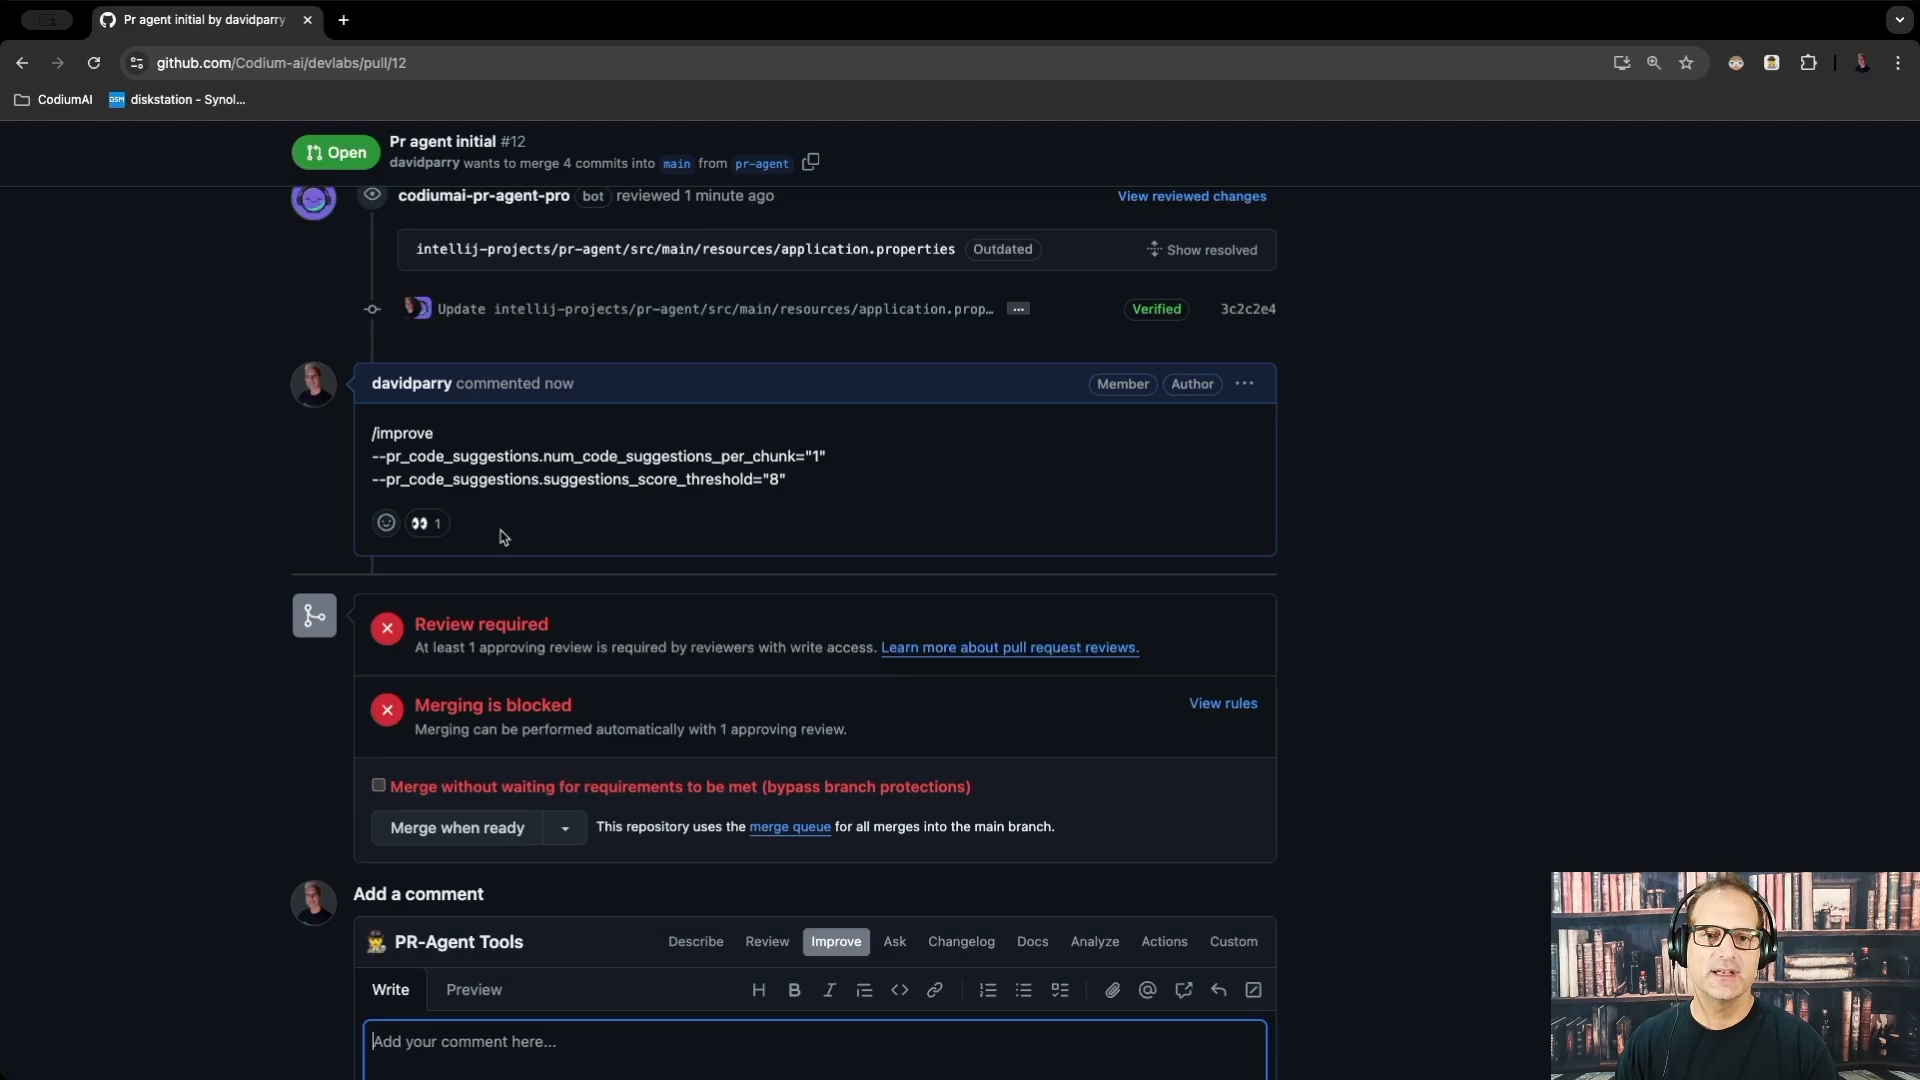 Pr agent initial by davidparry
github.com/Codium-ai/devlabs/pull/12
CodiumAI
DSM diskstation - Synol...
Open
Pr agent initial #12
davidparry wants to merge 4 commits into main from pr-agent
codiumai-pr-agent-pro bot reviewed 1 minute ago
View reviewed changes
intellij-projects/pr-agent/src/main/resources/application.properties Outdated
Show resolved
Update intellij-projects/pr-agent/src/main/resources/application.prop… ...
Verified
3c2c2e4
davidparry commented now
Member
Author
/improve
--pr_code_suggestions.num_code_suggestions_per_chunk="1"
--pr_code_suggestions.suggestions_score_threshold="8"
1
Review required
At least 1 approving review is required by reviewers with write access. Learn more about pull request reviews.
Merging is blocked
View rules
Merging can be performed automatically with 1 approving review.
Merge without waiting for requirements to be met (bypass branch protections)
Merge when ready
This repository uses the merge queue for all merges into the main branch.
Add a comment
PR-Agent Tools
Describe Review Improve Ask Changelog Docs Analyze Actions Custom
Write Preview
Add your comment here...